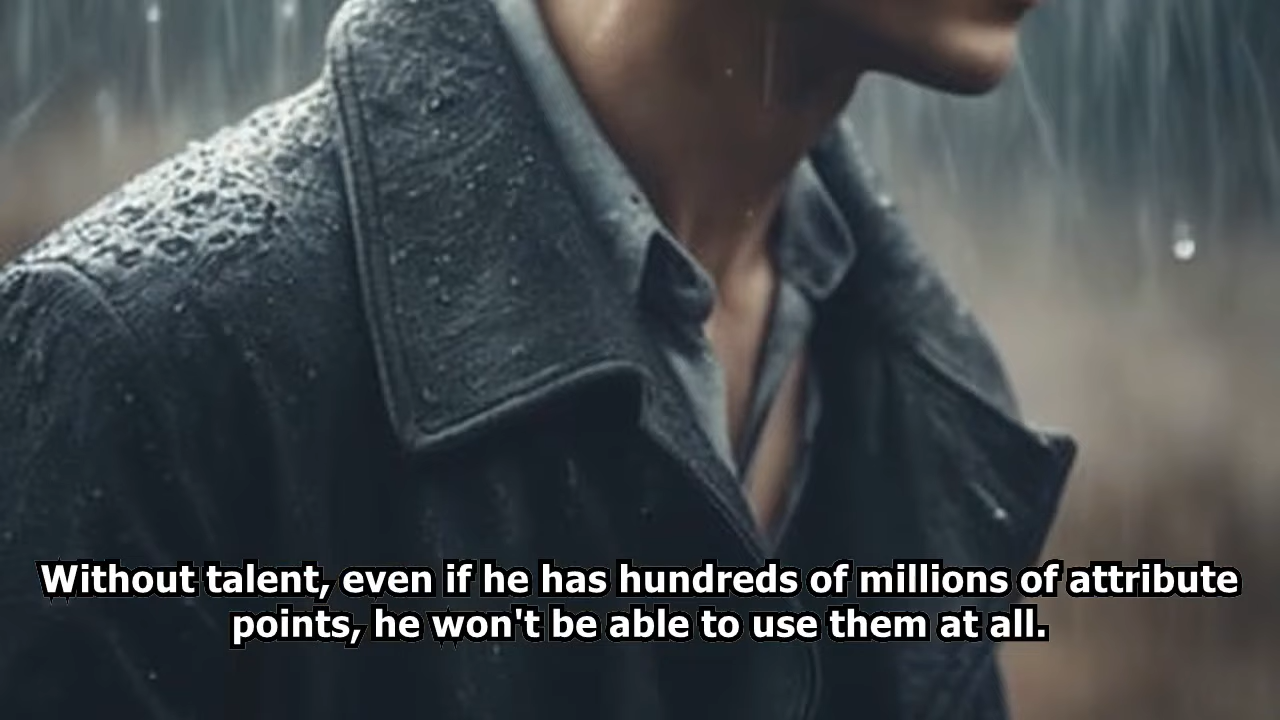 Without talent, even if he has hundreds of millions of attribute
points, he won't be able to use them at all.